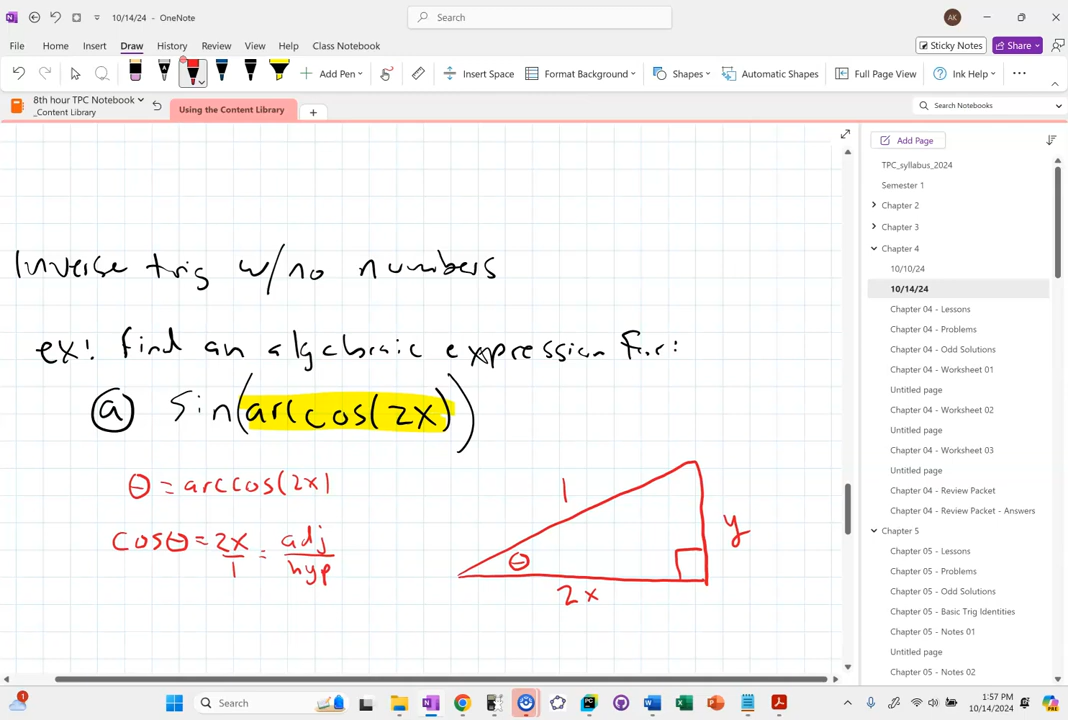 10/14/24 - OneNote
Search
AK
File Home Insert Draw History Review View Help Class Notebook
Sticky Notes
Share
Add Pen
Insert Space
Format Background
Shapes
Automatic Shapes
Full Page View
Ink Help
8th hour TPC Notebook
_Content Library
Using the Content Library
Search Notebooks
Inverse trig w/no numbers
ex: find an algebraic expression for:
(a) sin(arccos(2x))
θ = arccos(2x)
cosθ = 2x/1 = adj/hyp
1
y
θ
2x
Add Page
TPC_syllabus_2024
Semester 1
Chapter 2
Chapter 3
Chapter 4
10/10/24
10/14/24
Chapter 04 - Lessons
Chapter 04 - Problems
Chapter 04 - Odd Solutions
Chapter 04 - Worksheet 01
Untitled page
Chapter 04 - Worksheet 02
Untitled page
Chapter 04 - Worksheet 03
Untitled page
Chapter 04 - Review Packet
Chapter 04 - Review Packet - Answers
Chapter 5
Chapter 05 - Lessons
Chapter 05 - Problems
Chapter 05 - Odd Solutions
Chapter 05 - Basic Trig Identities
Chapter 05 - Notes 01
Untitled page
Chapter 05 - Notes 02
1
Search
1:57 PM
10/14/2024